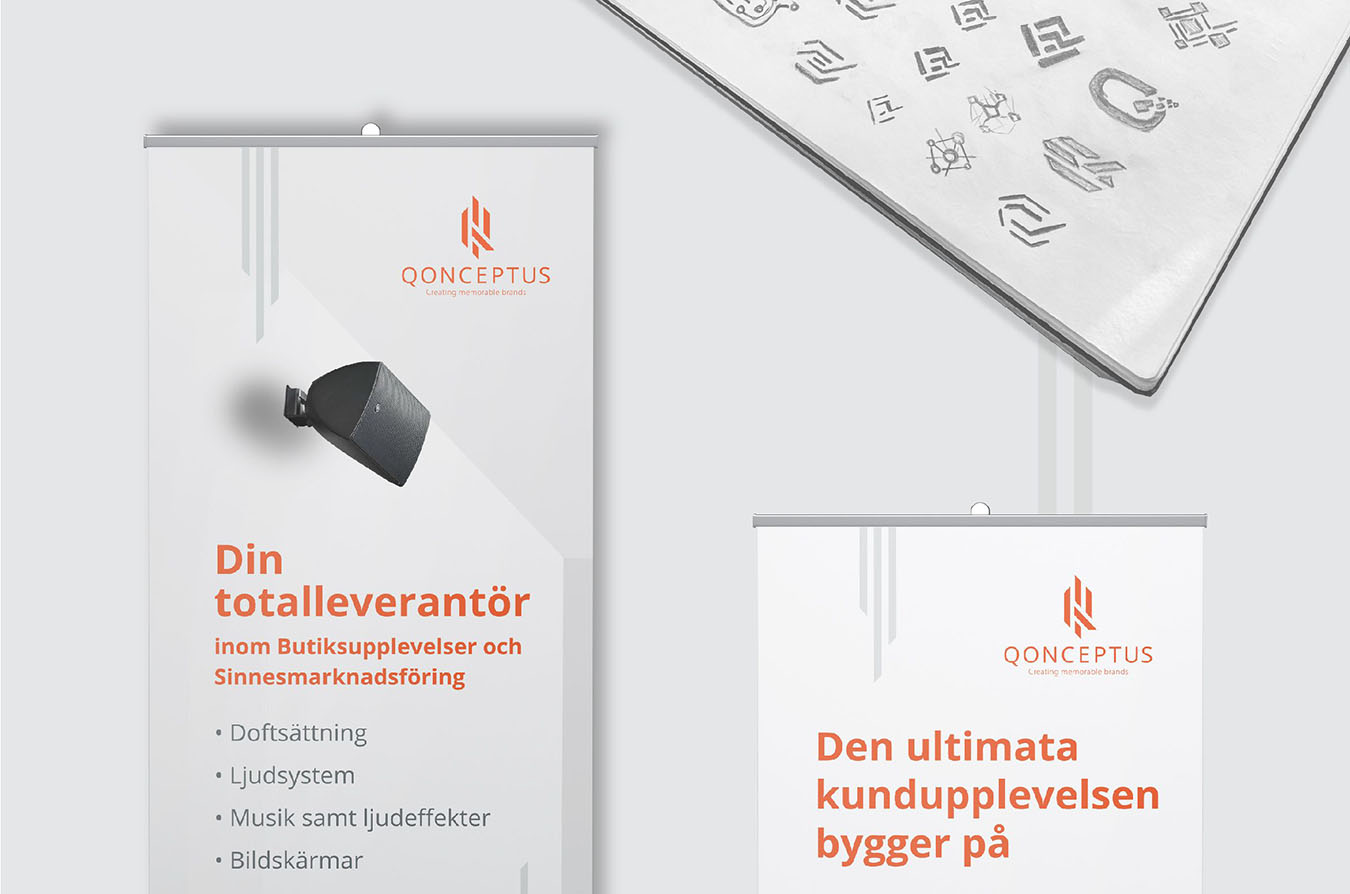 QONCEPTUS
Creating memorable brands
Din
totalleverantör
inom Butiksupplevelser och
Sinnesmarknadsföring
• Doftsättning
• Ljudsystem
• Musik samt ljudeffekter
• Bildskärmar
QONCEPTUS
Creating memorable brands
Den ultimata
kundupplevelsen
bygger på